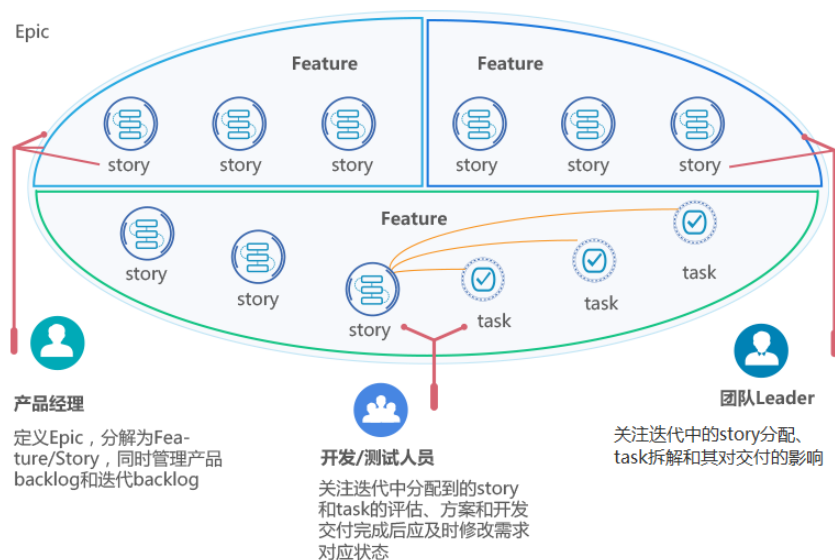 Epic
Feature
Feature
story
story
story
story
story
story
Feature
story
story
story
task
task
task
产品经理
定义Epic，分解为Fea-
ture/Story，同时管理产品
backlog和迭代backlog
开发/测试人员
关注迭代中分配到的story
和task的评估、方案和开发
交付完成后应及时修改需求
对应状态
团队Leader
关注迭代中的story分配、
task拆解和其对交付的影响